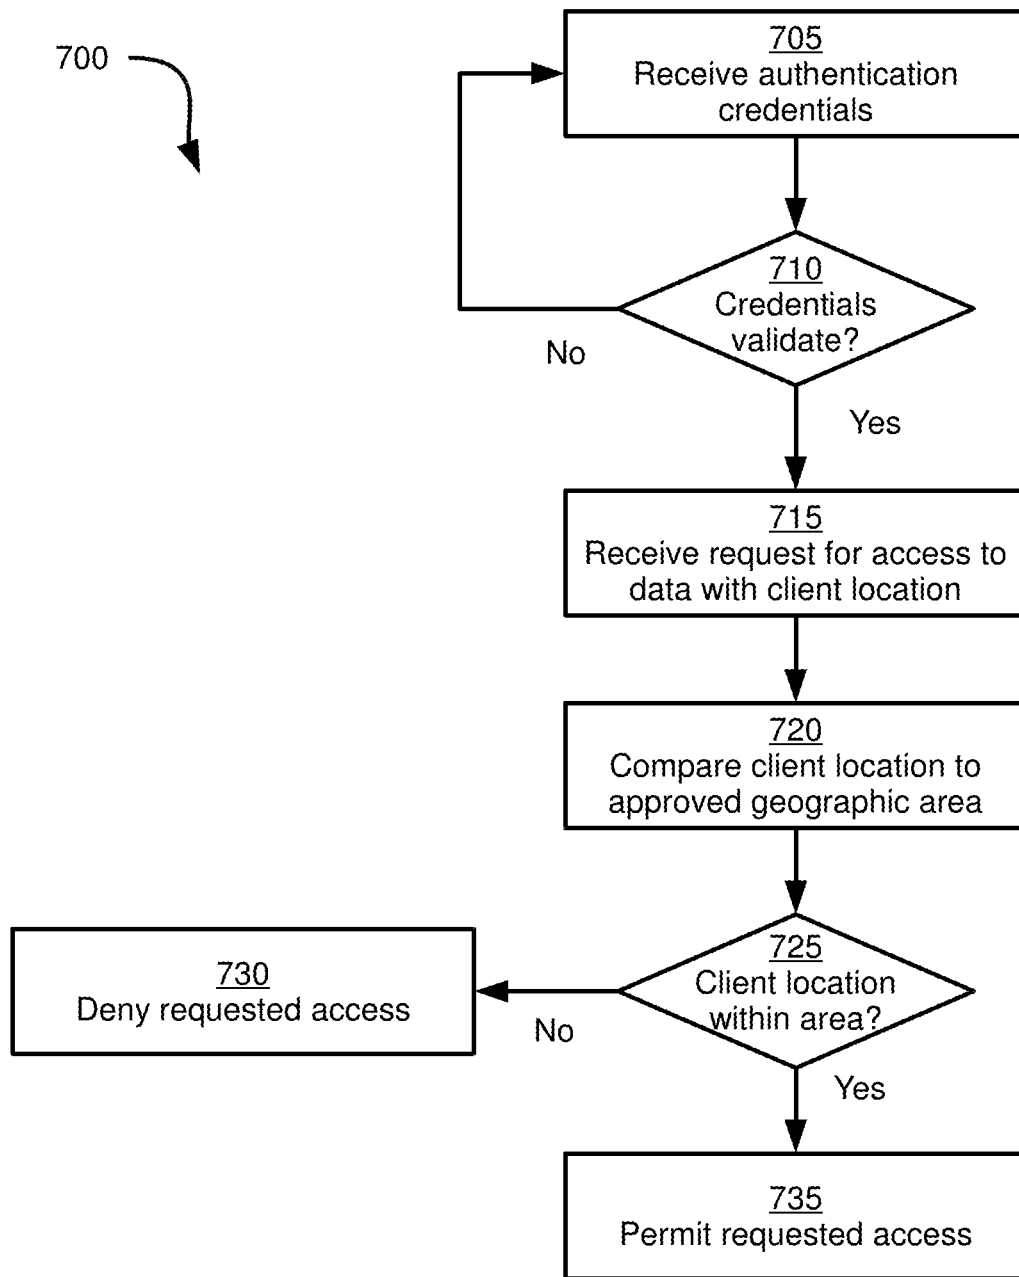 700
705
Receive authentication
credentials
710
Credentials
validate?
No
Yes
715
Receive request for access to
data with client location
720
Compare client location to
approved geographic area
725
Client location
within area?
730
Deny requested access
No
Yes
735
Permit requested access